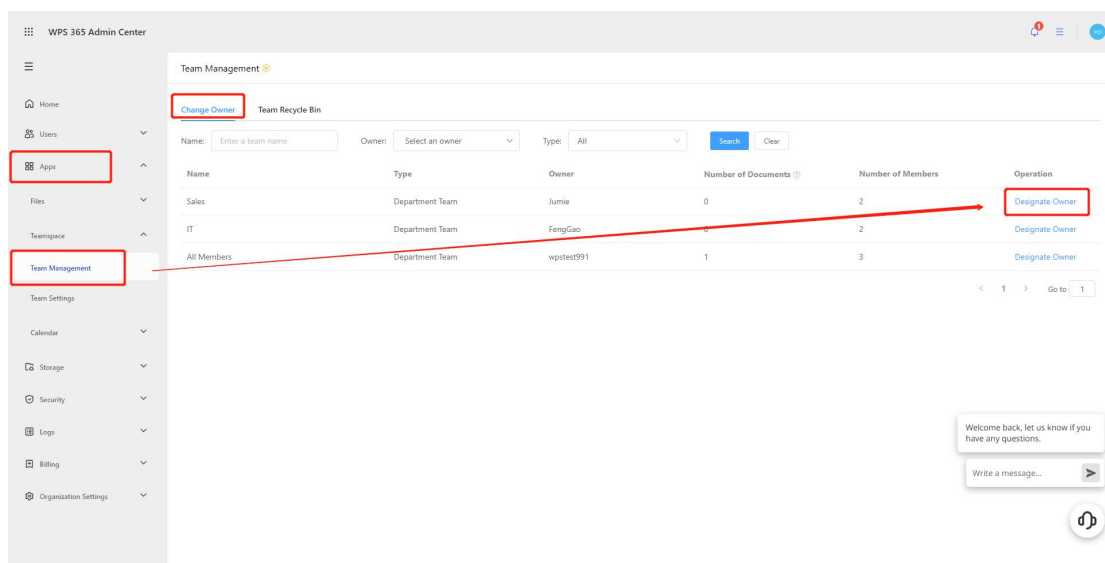 WPS 365 Admin Center
1
Team Management
Home
Change Owner Team Recycle Bin
Users
Name: Enter a team name Owner: Select an owner Type: All Search Clear
Apps
Name Type Owner Number of Documents Number of Members Operation
Files
Sales Department Team Jumie 0 2 Designate Owner
Teamspace
IT Department Team FengGao 0 2 Designate Owner
All Members Department Team wpstest991 1 3 Designate Owner
Team Management
< 1 > Go to 1
Team Settings
Calendar
Storage
Security
Logs
Billing
Organization Settings
Welcome back, let us know if you
have any questions.
Write a message...